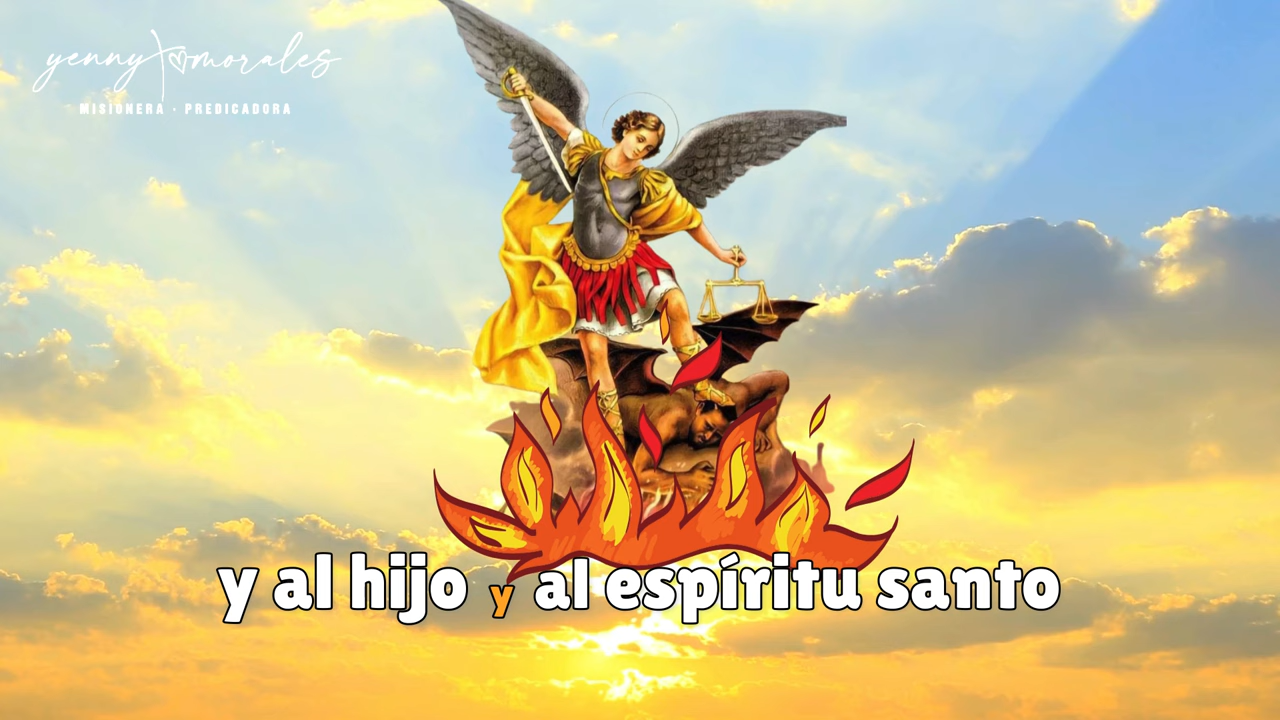 yenny morales
MISIONERA · PREDICADORA
y al hijo y al espíritu santo